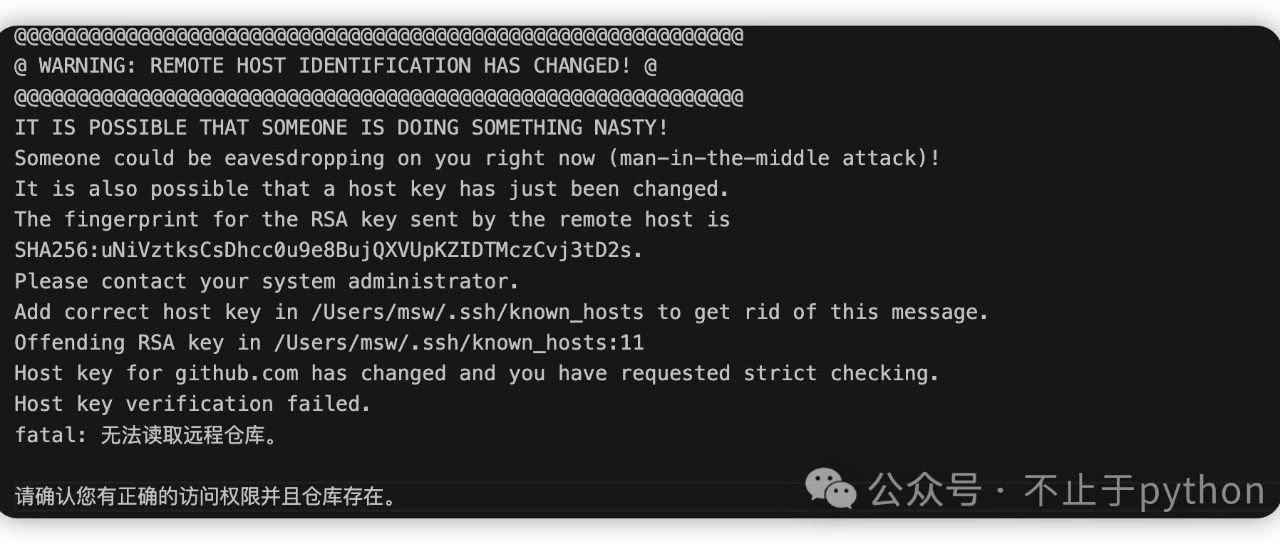 @@@@@@@@@@@@@@@@@@@@@@@@@@@@@@@@@@@@@@@@@@@@@@@@@@@@@@@@@@@
@ WARNING: REMOTE HOST IDENTIFICATION HAS CHANGED! @
@@@@@@@@@@@@@@@@@@@@@@@@@@@@@@@@@@@@@@@@@@@@@@@@@@@@@@@@@@@
IT IS POSSIBLE THAT SOMEONE IS DOING SOMETHING NASTY!
Someone could be eavesdropping on you right now (man-in-the-middle attack)!
It is also possible that a host key has just been changed.
The fingerprint for the RSA key sent by the remote host is
SHA256:uNiVztksCsDhcc0u9e8BujQXVUpKZIDTMczCvj3tD2s.
Please contact your system administrator.
Add correct host key in /Users/msw/.ssh/known_hosts to get rid of this message.
Offending RSA key in /Users/msw/.ssh/known_hosts:11
Host key for github.com has changed and you have requested strict checking.
Host key verification failed.
fatal: 无法读取远程仓库。
请确认您有正确的访问权限并且仓库存在。
公众号 · 不止于python